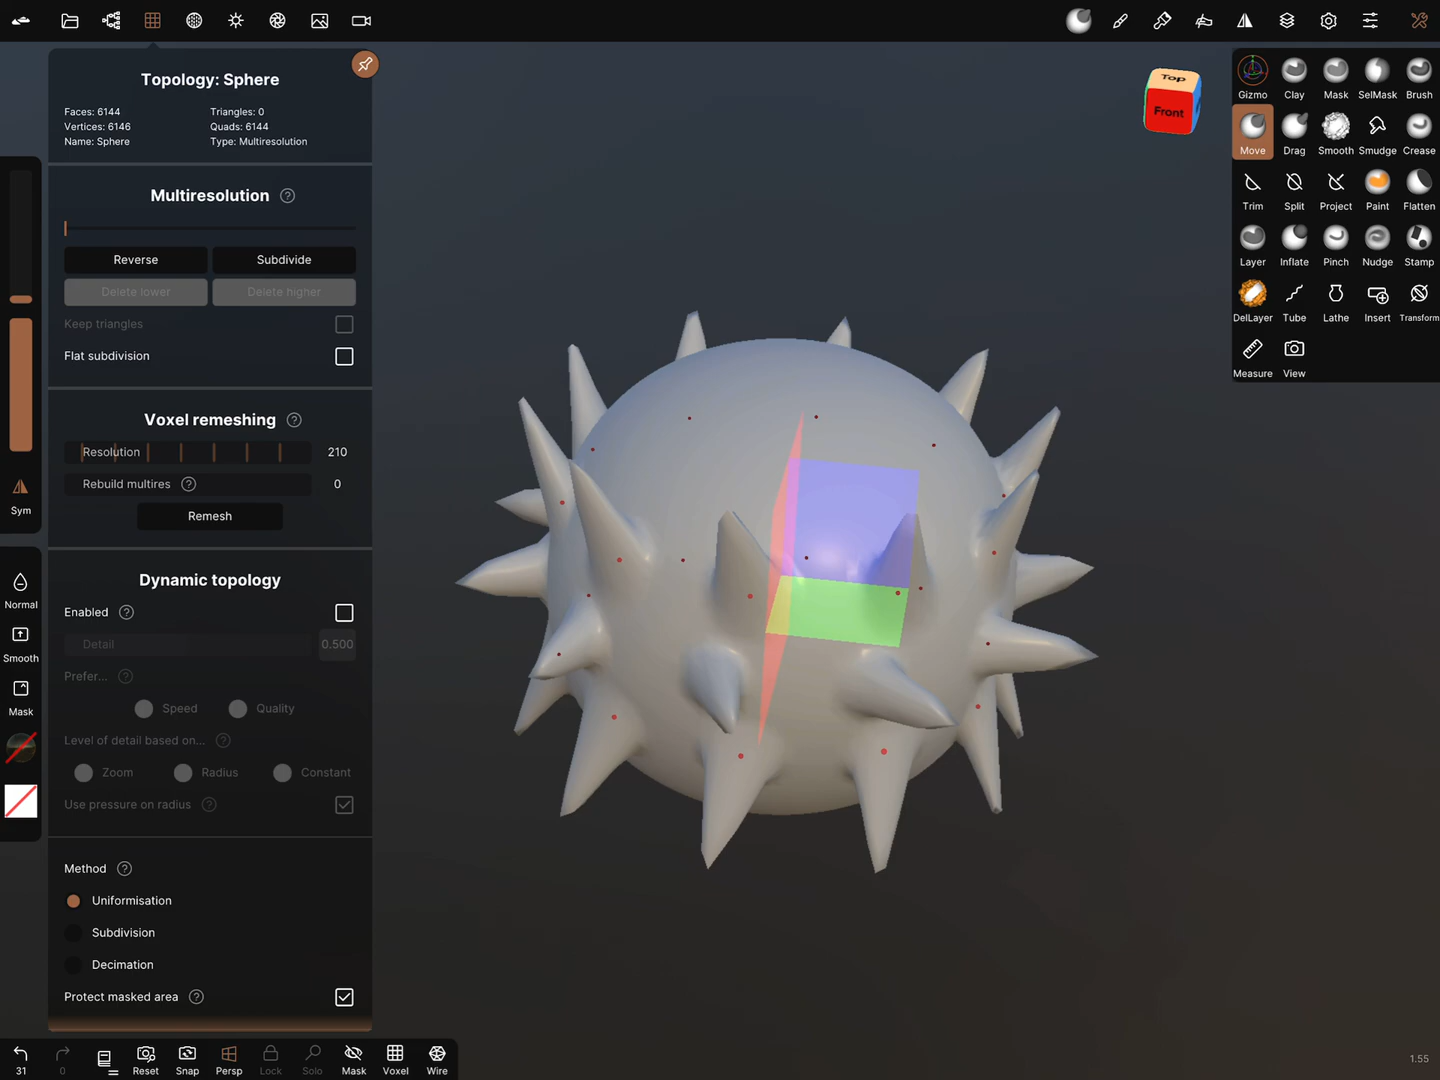 Topology: Sphere
Faces: 6144
Triangles: 0
Vertices: 6146
Quads: 6144
Name: Sphere
Type: Multiresolution
Multiresolution ?
Reverse
Subdivide
Delete lower
Delete higher
Keep triangles
Flat subdivision
Voxel remeshing ?
Resolution
210
Rebuild multires ?
0
Remesh
Dynamic topology
Enabled ?
Detail
0.500
Prefer... ?
Speed
Quality
Level of detail based on... ?
Zoom
Radius
Constant
Use pressure on radius ?
Method ?
Uniformisation
Subdivision
Decimation
Protect masked area ?
Sym
Normal
Smooth
Mask
Top
Front
Gizmo
Clay
Mask
SelMask
Brush
Move
Drag
Smooth
Smudge
Crease
Trim
Split
Project
Paint
Flatten
Layer
Inflate
Pinch
Nudge
Stamp
DelLayer
Tube
Lathe
Insert
Transform
Measure
View
31
0
Reset
Snap
Persp
Lock
Solo
Mask
Voxel
Wire
1.55